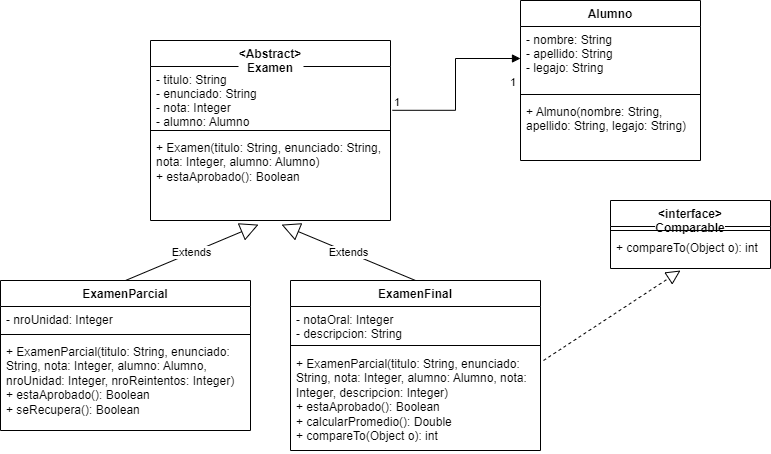 Alumno
- nombre: String
- apellido: String
- legajo: String
+ Almuno(nombre: String,
apellido: String, legajo: String)
<Abstract>
Examen
- titulo: String
- enunciado: String
- nota: Integer
- alumno: Alumno
+ Examen(titulo: String, enunciado: String,
nota: Integer, alumno: Alumno)
+ estaAprobado(): Boolean
1
1
<interface>
Comparable
+ compareTo(Object o): int
Extends
Extends
ExamenParcial
- nroUnidad: Integer
+ ExamenParcial(titulo: String, enunciado:
String, nota: Integer, alumno: Alumno,
nroUnidad: Integer, nroReintentos: Integer)
+ estaAprobado(): Boolean
+ seRecupera(): Boolean
ExamenFinal
- notaOral: Integer
- descripcion: String
+ ExamenParcial(titulo: String, enunciado:
String, nota: Integer, alumno: Alumno, nota:
Integer, descripcion: Integer)
+ estaAprobado(): Boolean
+ calcularPromedio(): Double
+ compareTo(Object o): int